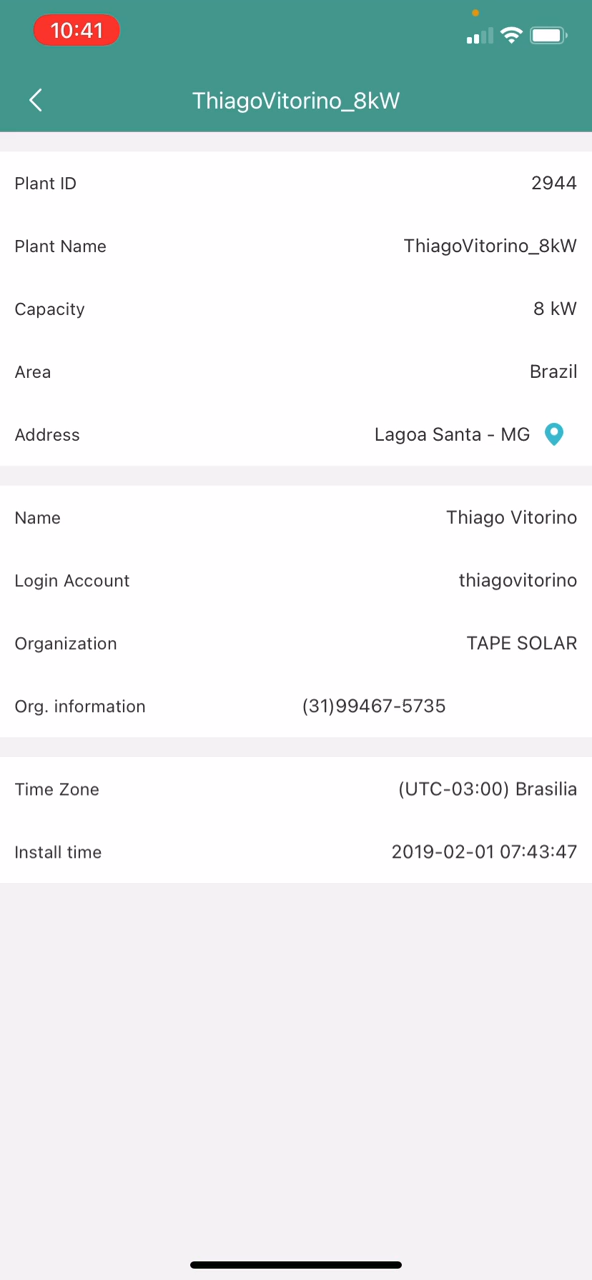 10:41
ThiagoVitorino_8kW
Plant ID 2944
Plant Name ThiagoVitorino_8kW
Capacity 8 kW
Area Brazil
Address Lagoa Santa - MG
Name Thiago Vitorino
Login Account thiagovitorino
Organization TAPE SOLAR
Org. information (31)99467-5735
Time Zone (UTC-03:00) Brasilia
Install time 2019-02-01 07:43:47